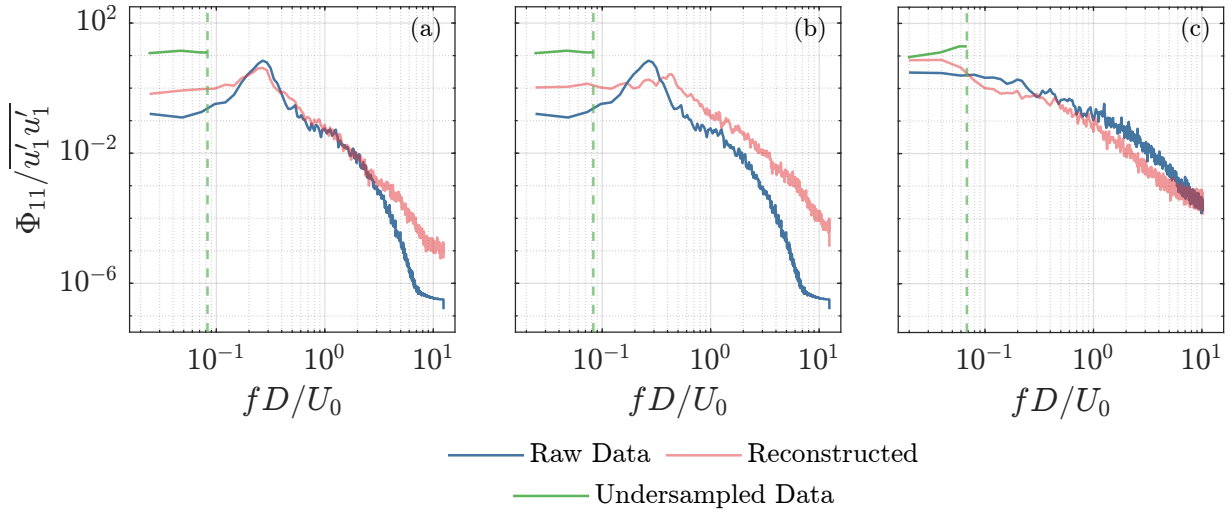 (a) (b) (c)
10^2
10^{-2}
10^{-6}
Φ_{11}/\overline{u'_1u'_1}
10^{-1} 10^0 10^1 10^{-1} 10^0 10^1 10^{-1} 10^0 10^1
fD/U_0 fD/U_0 fD/U_0
Raw Data Reconstructed
Undersampled Data